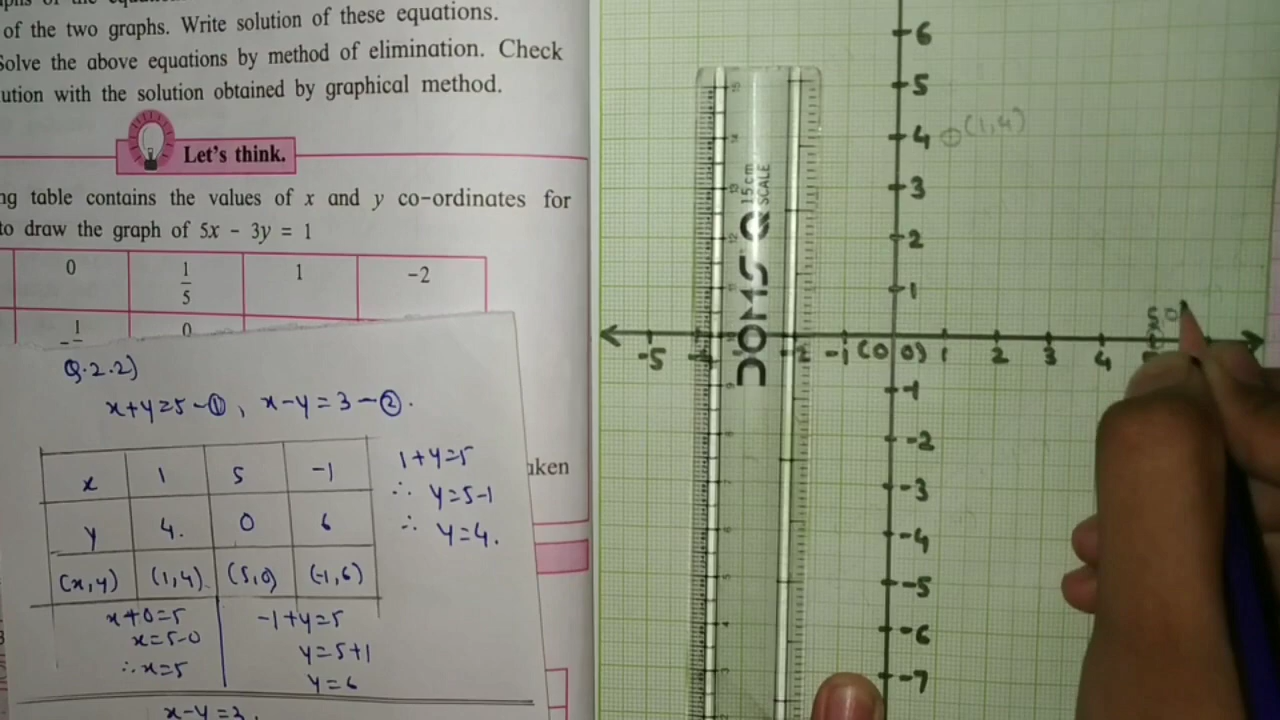 of the two graphs. Write solution of these equations.
Solve the above equations by method of elimination. Check
ution with the solution obtained by graphical method.
Let's think.
ng table contains the values of x and y co-ordinates for
to draw the graph of 5x - 3y = 1
0 1/5 1 -2
0
Q.2.2)
x+y=5-①, x-y=3-②.
x 1 5 -1
y 4. 0 6
(x,y) (1,4) (5,0) (-1,6)
1+y=5
∴ y=5-1
∴ y=4.
aken
x+0=5
x=5-0
∴x=5
-1+y=5
y=5+1
y=6
x-y=3.
6
5
4 (1,4)
3
2
1
-5 -2 -1 (0 0) 1 2 3 4
-1
-2
-3
-4
-5
-6
-7
DOMS
15cm
SCALE